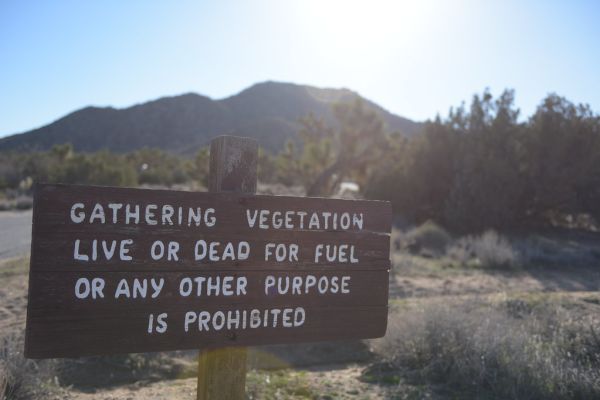 GATHERING VEGETATION
LIVE OR DEAD FOR FUEL
OR ANY OTHER PURPOSE
IS PROHIBITED